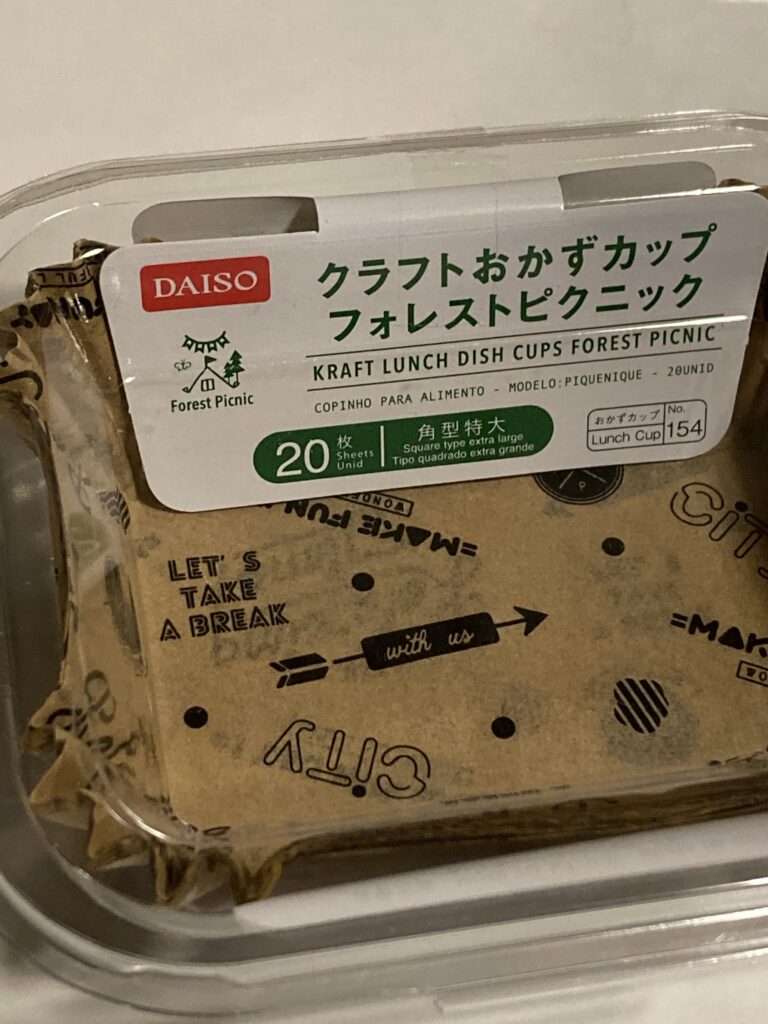 DAISO
クラフトおかずカップ
フォレストピクニック
KRAFT LUNCH DISH CUPS FOREST PICNIC
COPINHO PARA ALIMENTO - MODELO:PIQUENIQUE - 20UNID
Forest Picnic
20 枚 Sheets Unid
角型特大
Square type extra large
Tipo quadrado extra grande
おかずカップ
Lunch Cup
No. 154
P
=MAKE FUN
WONDE
CITY
LET' S
TAKE
A BREAK
with us
=MAK
WO
CITY